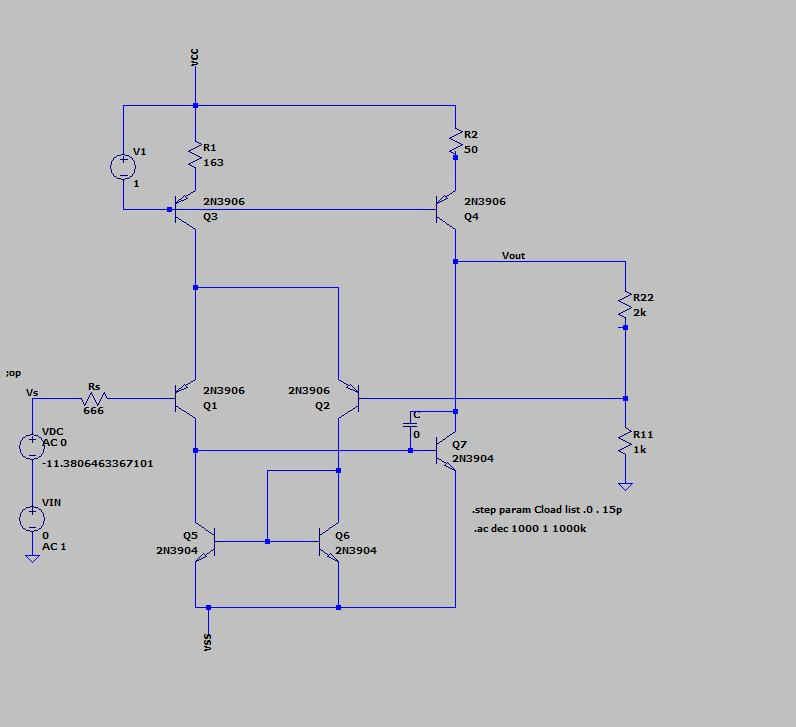 VCC
V1
1
R1
163
2N3906
Q3
R2
50
2N3906
Q4
Vout
R22
2k
;op
Vs
Rs
666
2N3906
Q1
2N3906
Q2
C
0
Q7
2N3904
R11
1k
VDC
AC 0
-11.3806463367101
VIN
0
AC 1
Q5
2N3904
Q6
2N3904
.step param Cload list .0 . 15p
.ac dec 1000 1 1000k
VSS